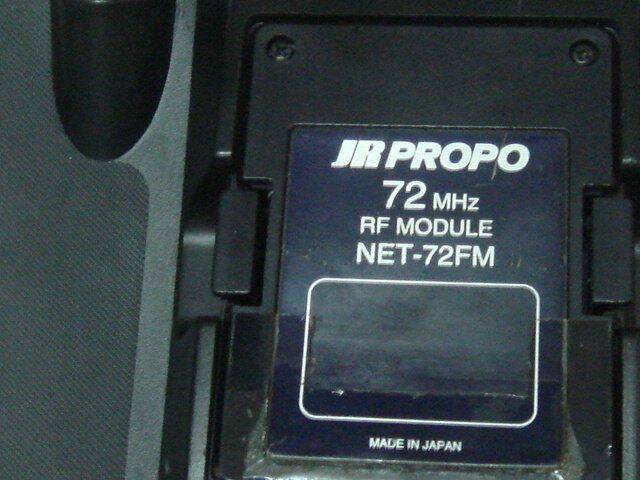 JR PROPO
72 MHz
RF MODULE
NET-72FM
MADE IN JAPAN